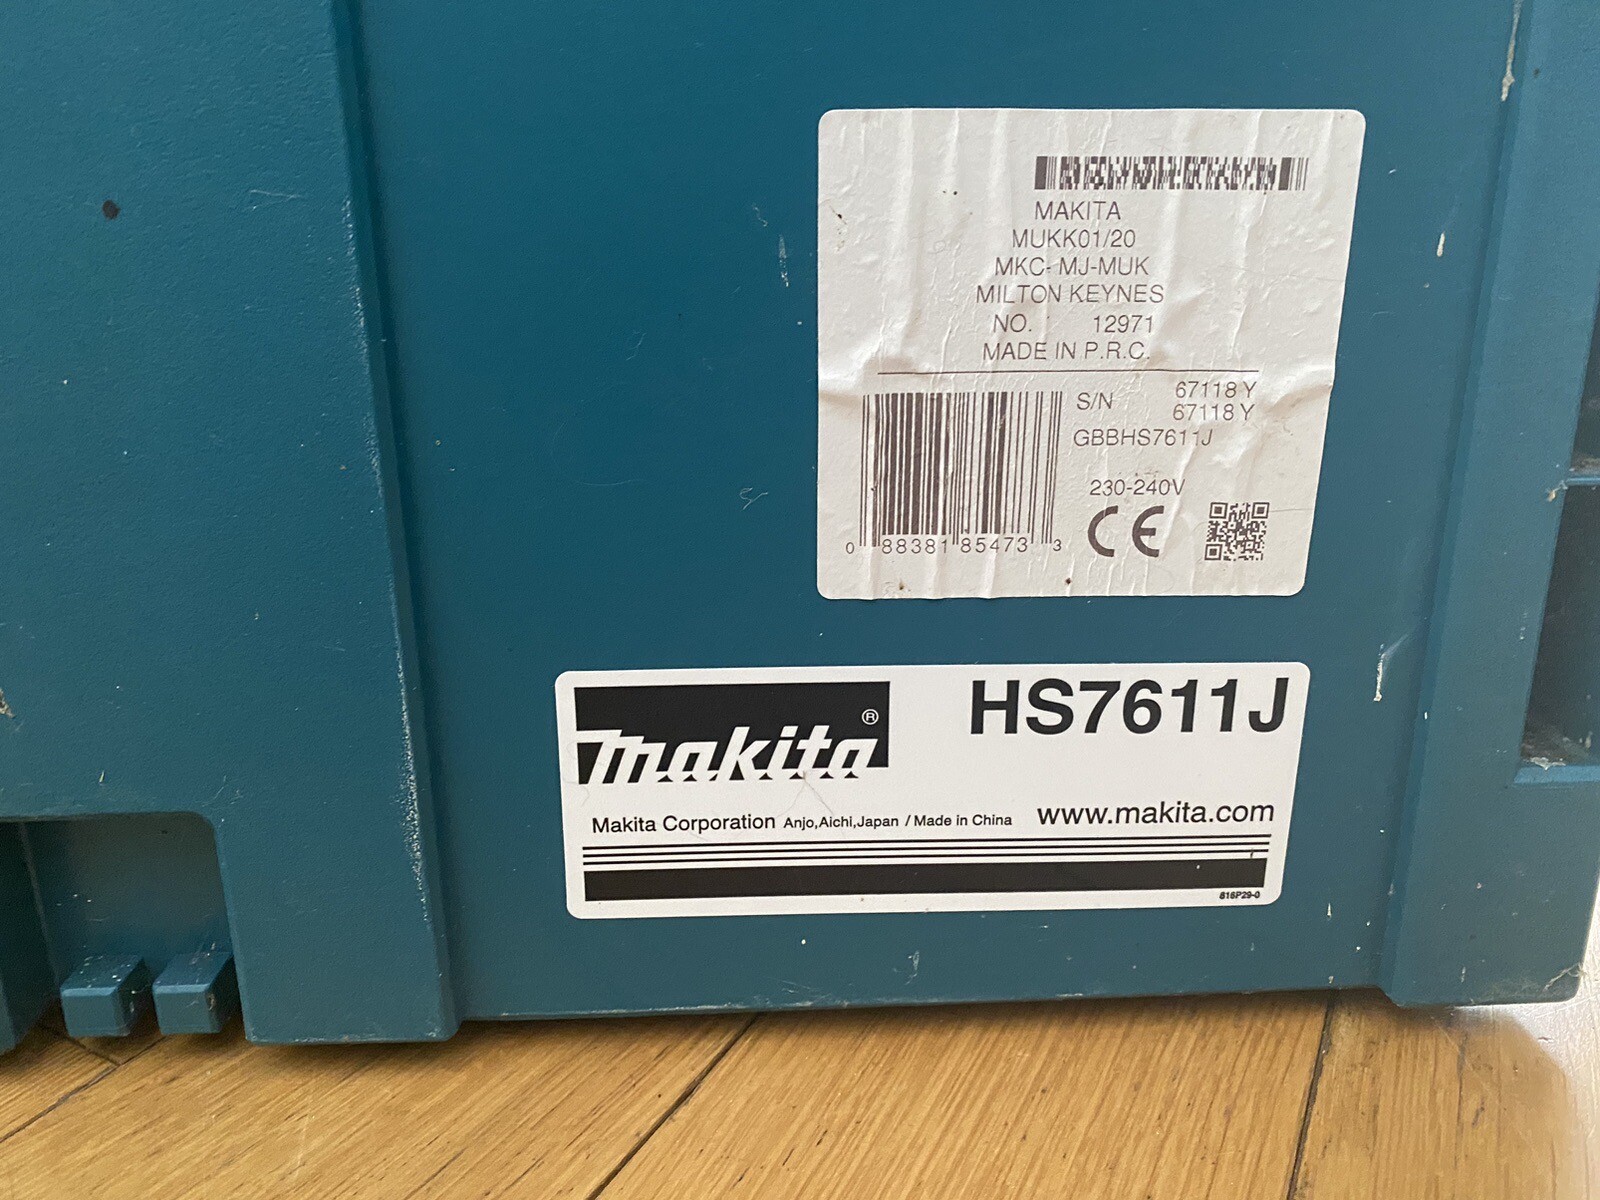 MAKITA
MUKK01/20
MKC- MJ-MUK
MILTON KEYNES
NO. 12971
MADE IN P.R.C.
S/N 67118 Y
67118 Y
GBBHS7611J
230-240V
CE
0 88381 85473 3
makita ®
HS7611J
Makita Corporation Anjo,Aichi,Japan / Made in China www.makita.com
816P29-0